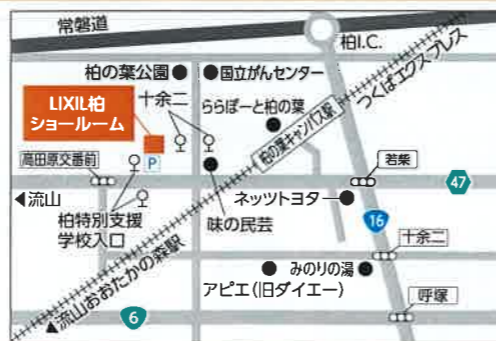 常磐道
柏I.C.
柏の葉公園
国立がんセンター
つくばエクスプレス
LIXIL柏
ショールーム
十余二
ららぽーと柏の葉
柏の葉キャンパス駅
P
高田原交番前
若柴
47
流山
柏特別支援
学校入口
味の民芸
ネッツトヨタ
16
十余二
みのりの湯
アピエ(旧ダイエー)
流山おおたかの森駅
6
呼塚